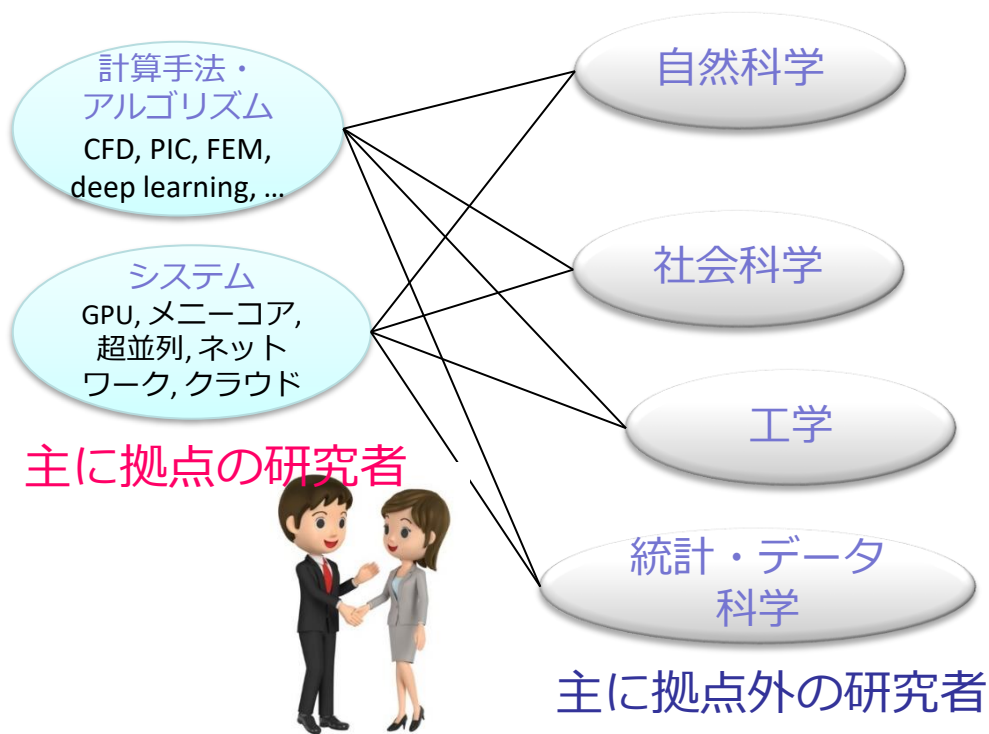 計算手法・
アルゴリズム
CFD, PIC, FEM,
deep learning, ...
システム
GPU, メニーコア,
超並列, ネット
ワーク, クラウド
主に拠点の研究者
自然科学
社会科学
工学
統計・データ
科学
主に拠点外の研究者